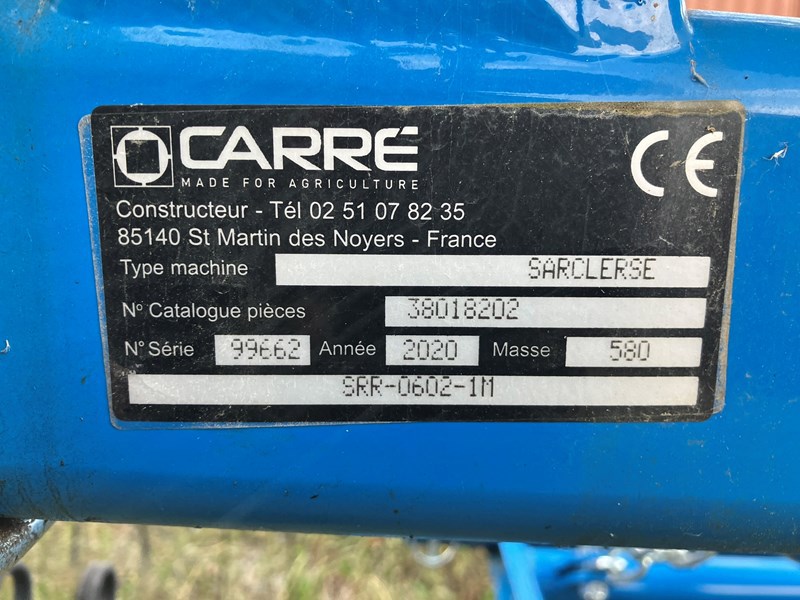 CARRÉ
MADE FOR AGRICULTURE
CE
Constructeur - Tél 02 51 07 82 35
85140 St Martin des Noyers - France
Type machine SARCLERSE
N° Catalogue pièces 38018202
N° Série 99662 Année 2020 Masse 580
SRR-0602-1M